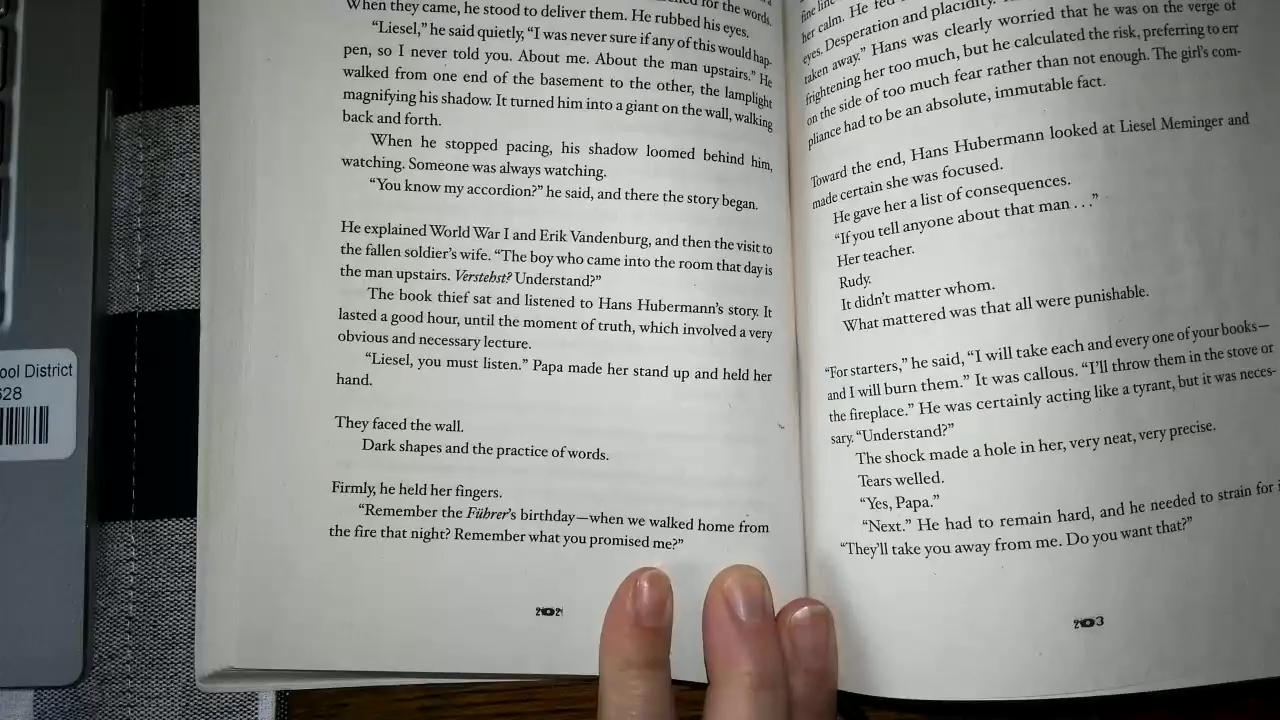 for the words.
When they came, he stood to deliver them. He rubbed his eyes.
“Liesel,” he said quietly, “I was never sure if any of this would hap-
pen, so I never told you. About me. About the man upstairs.” He
walked from one end of the basement to the other, the lamplight
magnifying his shadow. It turned him into a giant on the wall, walking
back and forth.
When he stopped pacing, his shadow loomed behind him,
watching. Someone was always watching.
“You know my accordion?” he said, and there the story began.
He explained World War I and Erik Vandenburg, and then the visit to
the fallen soldier’s wife. “The boy who came into the room that day is
the man upstairs. Verstehst? Understand?”
The book thief sat and listened to Hans Hubermann’s story. It
lasted a good hour, until the moment of truth, which involved a very
obvious and necessary lecture.
“Liesel, you must listen.” Papa made her stand up and held her
hand.
They faced the wall.
Dark shapes and the practice of words.
Firmly, he held her fingers.
“Remember the Führer’s birthday—when we walked home from
the fire that night? Remember what you promised me?”
202
fine line
her calm. He fed
eyes. Desperation and placidity.
taken away.” Hans was clearly worried that he was on the verge of
frightening her too much, but he calculated the risk, preferring to err
on the side of too much fear rather than not enough. The girl’s com-
pliance had to be an absolute, immutable fact.
Toward the end, Hans Hubermann looked at Liesel Meminger and
made certain she was focused.
He gave her a list of consequences.
“If you tell anyone about that man . . .”
Her teacher.
Rudy.
It didn’t matter whom.
What mattered was that all were punishable.
“For starters,” he said, “I will take each and every one of your books—
and I will burn them.” It was callous. “I’ll throw them in the stove or
the fireplace.” He was certainly acting like a tyrant, but it was neces-
sary. “Understand?”
The shock made a hole in her, very neat, very precise.
Tears welled.
“Yes, Papa.”
“Next.” He had to remain hard, and he needed to strain for
“They’ll take you away from me. Do you want that?”
203
ool District
628